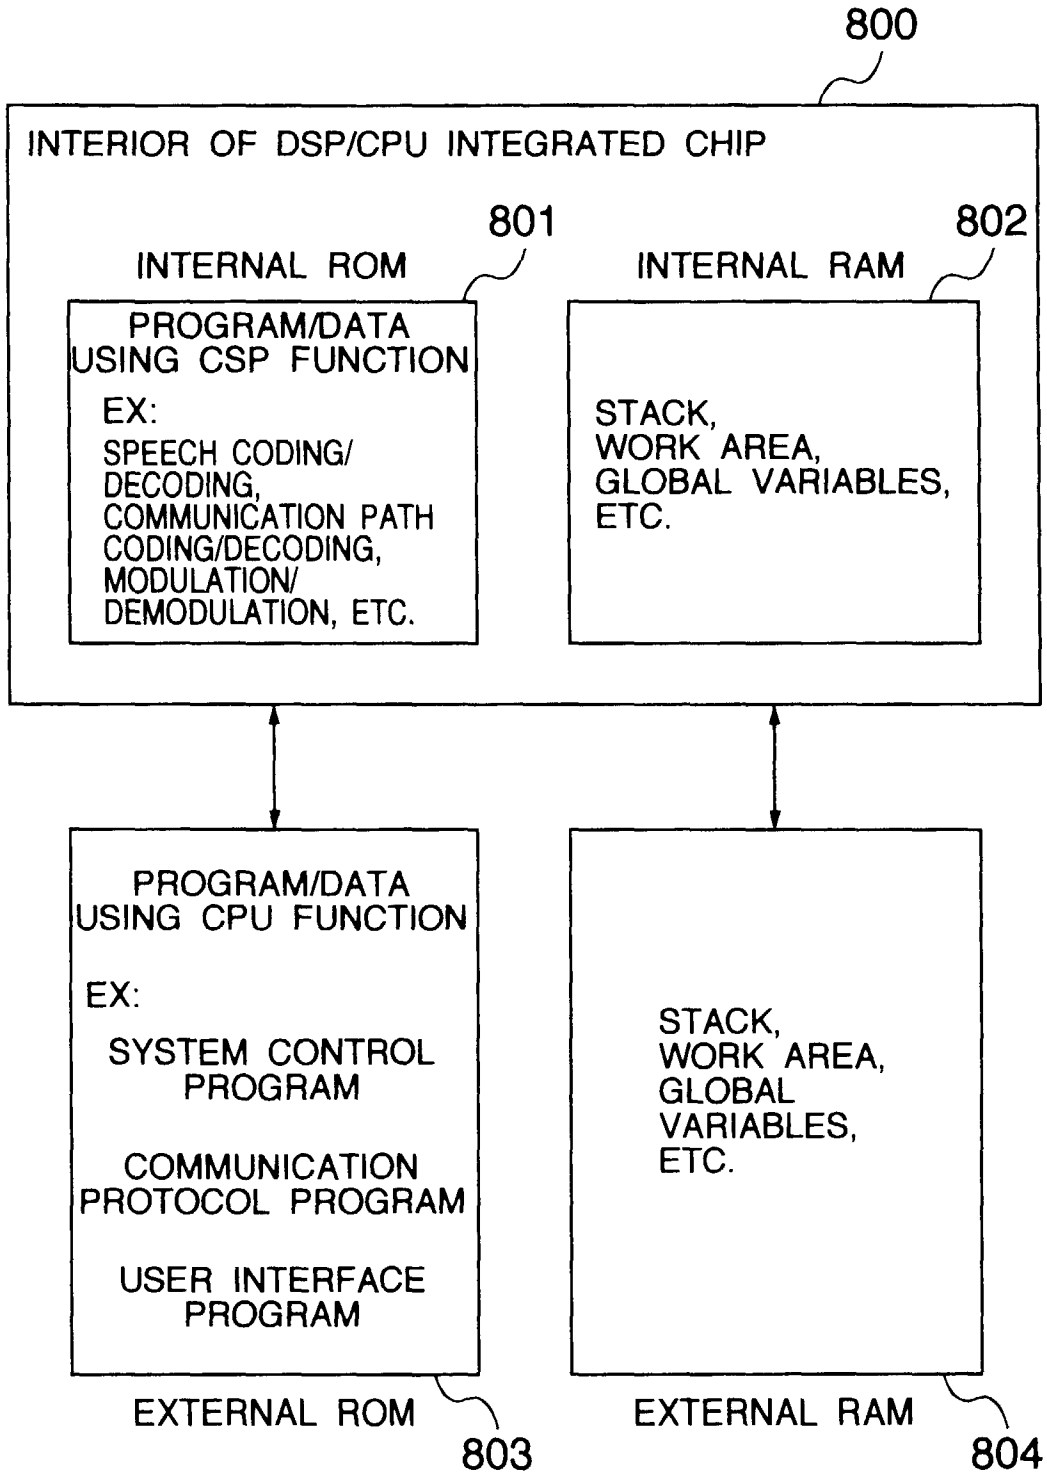 800
INTERIOR OF DSP/CPU INTEGRATED CHIP
801
802
INTERNAL ROM
INTERNAL RAM
PROGRAM/DATA
USING CSP FUNCTION
EX:
SPEECH CODING/
DECODING,
COMMUNICATION PATH
CODING/DECODING,
MODULATION/
DEMODULATION, ETC.
STACK,
WORK AREA,
GLOBAL VARIABLES,
ETC.
PROGRAM/DATA
USING CPU FUNCTION
EX:
SYSTEM CONTROL
PROGRAM
COMMUNICATION
PROTOCOL PROGRAM
USER INTERFACE
PROGRAM
STACK,
WORK AREA,
GLOBAL
VARIABLES,
ETC.
EXTERNAL ROM
EXTERNAL RAM
803
804